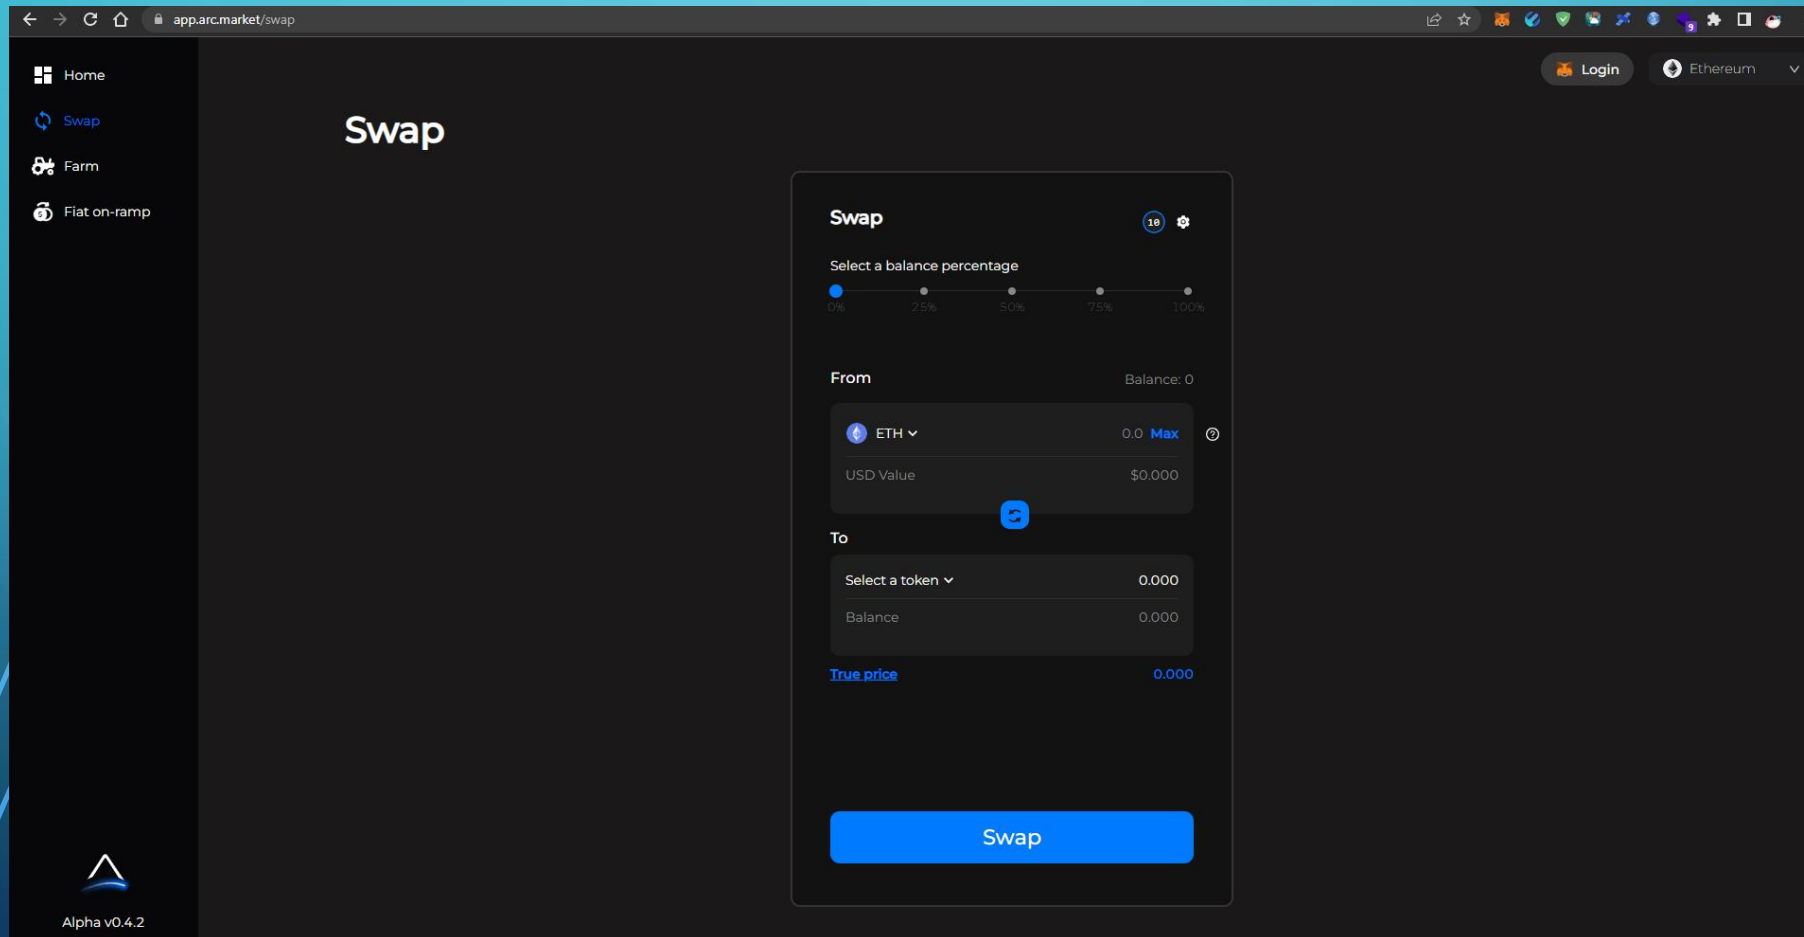 app.arc.market/swap
9
Home
Login
Ethereum
Swap
Swap
Farm
Fiat on-ramp
Swap
10
Select a balance percentage
0% 25% 50% 75% 100%
From
Balance: 0
ETH
0.0 Max
USD Value
$0.000
To
Select a token
0.000
Balance
0.000
True price
0.000
Swap
Alpha v0.4.2